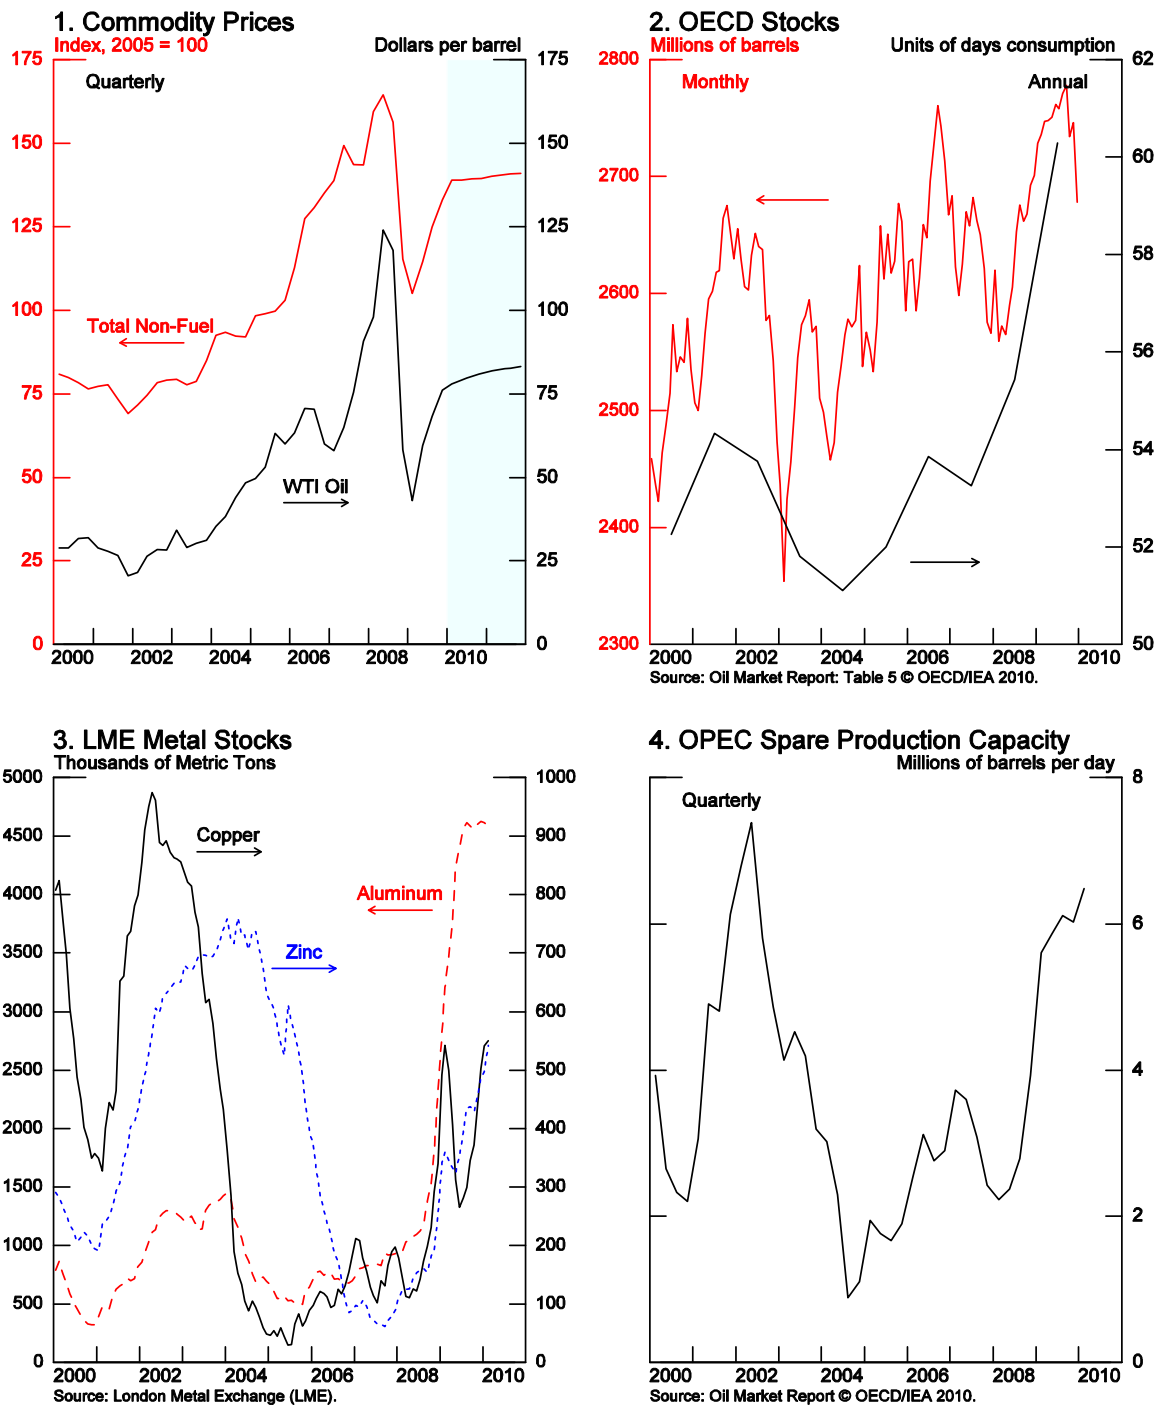 1. Commodity Prices
Index, 2005 = 100
Dollars per barrel
Quarterly
175
150
125
100
75
50
25
0
175
150
125
100
75
50
25
0
Total Non-Fuel
WTI Oil
2000 2002 2004 2006 2008 2010
2. OECD Stocks
Millions of barrels
Units of days consumption
Monthly
Annual
2800
2700
2600
2500
2400
2300
62
60
58
56
54
52
50
2000 2002 2004 2006 2008 2010
Source: Oil Market Report: Table 5 © OECD/IEA 2010.
3. LME Metal Stocks
Thousands of Metric Tons
5000
4500
4000
3500
3000
2500
2000
1500
1000
500
0
1000
900
800
700
600
500
400
300
200
100
0
Copper
Aluminum
Zinc
2000 2002 2004 2006 2008 2010
Source: London Metal Exchange (LME).
4. OPEC Spare Production Capacity
Millions of barrels per day
Quarterly
8
6
4
2
0
2000 2002 2004 2006 2008 2010
Source: Oil Market Report © OECD/IEA 2010.